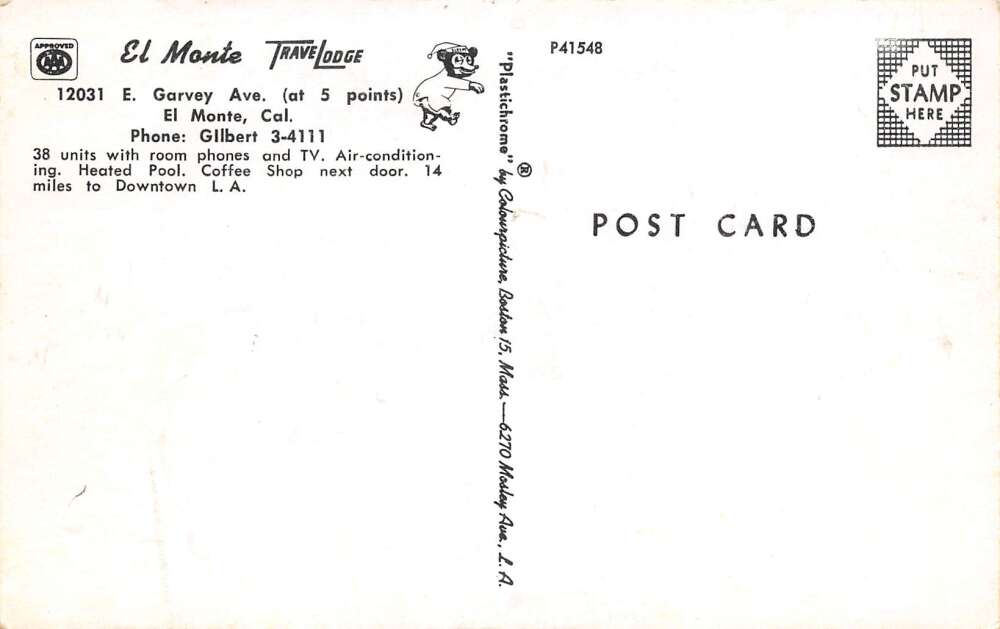 APPROVED
AAA
El Monte TRAVELODGE
12031 E. Garvey Ave. (at 5 points)
El Monte, Cal.
Phone: GIlbert 3-4111
38 units with room phones and TV. Air-condition-
ing. Heated Pool. Coffee Shop next door. 14
miles to Downtown L. A.
"Plastichrome" ® by Colourpicture, Boston 15, Mass. — 6270 Mosley Ave., L. A.
P41548
PUT
STAMP
HERE
POST CARD